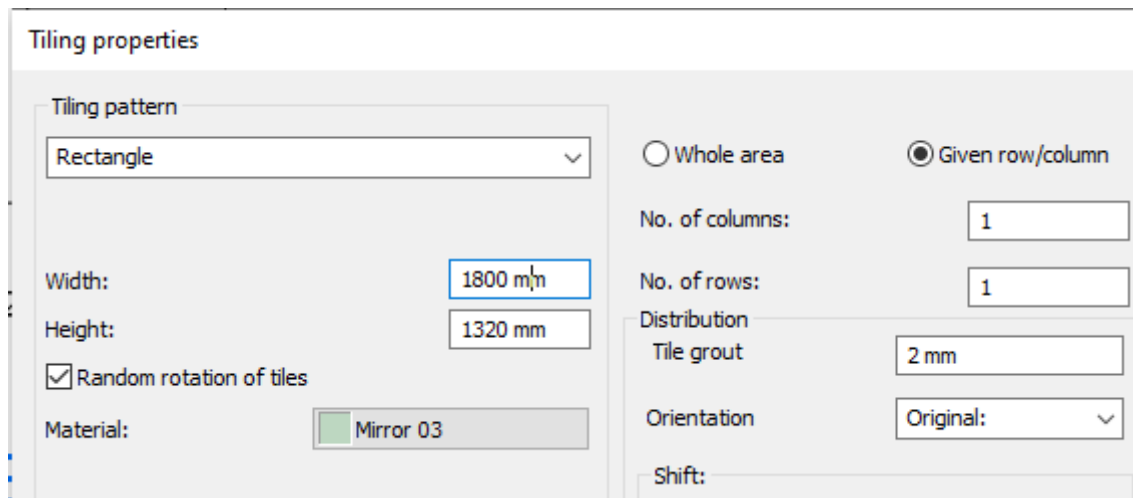 Tiling properties
Tiling pattern
Rectangle
Width:
1800 mm
Height:
1320 mm
Random rotation of tiles
Material:
Mirror 03
Whole area
Given row/column
No. of columns:
1
No. of rows:
1
Distribution
Tile grout
2 mm
Orientation
Original:
Shift: